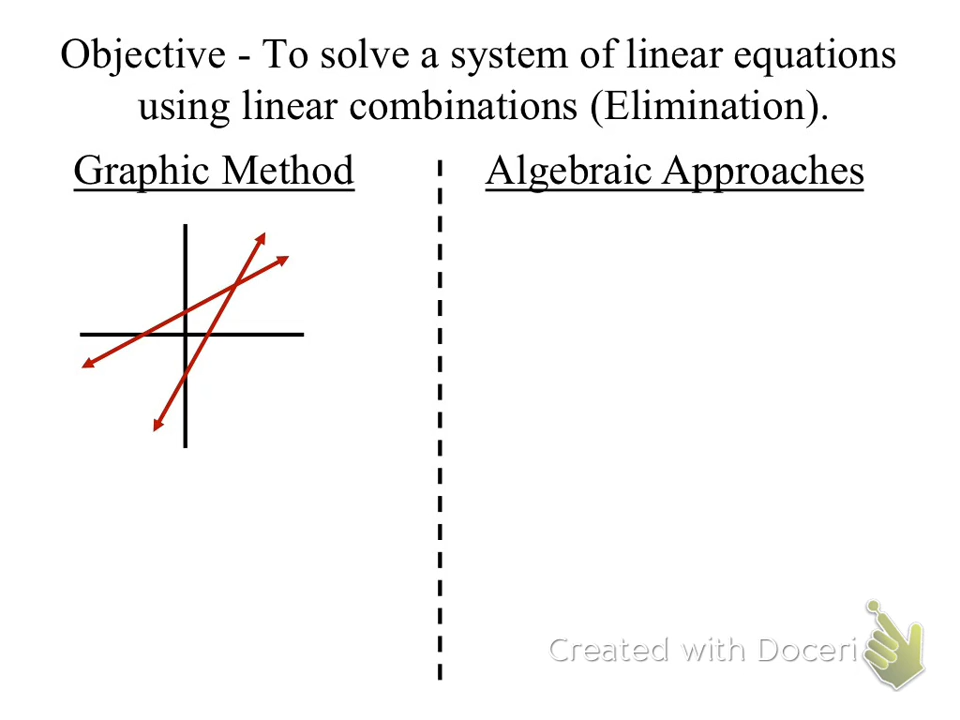 Objective - To solve a system of linear equations
using linear combinations (Elimination).
Graphic Method
Algebraic Approaches
Created with Doceri